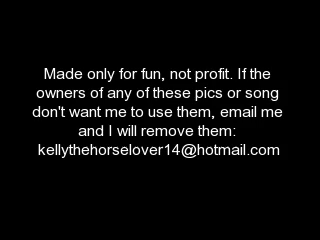 Made only for fun, not profit. If the
owners of any of these pics or song
don't want me to use them, email me
and I will remove them:
kellythehorselover14@hotmail.com